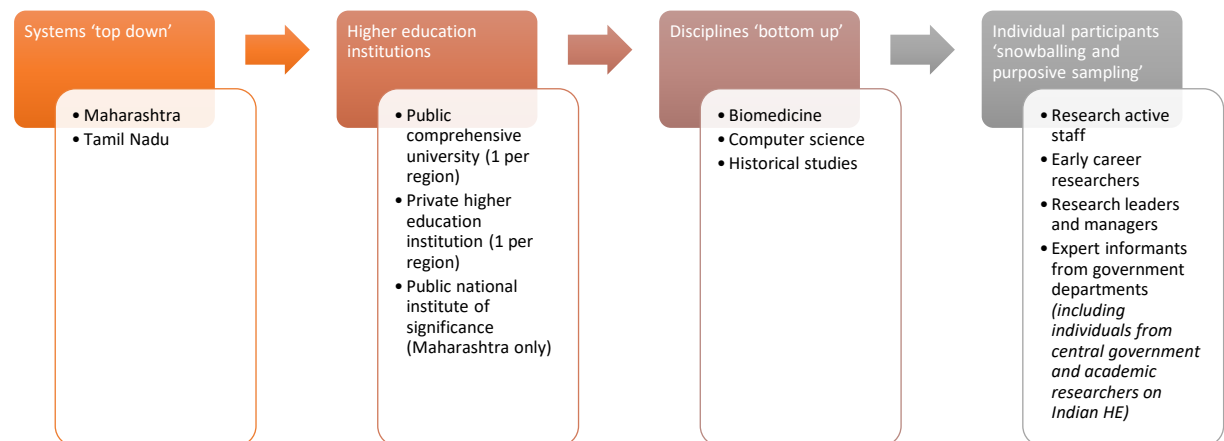 Systems ‘top down’
• Maharashtra
• Tamil Nadu
Higher education
institutions
• Public
comprehensive
university (1 per
region)
• Private higher
education
institution (1 per
region)
• Public national
institute of
significance
(Maharashtra only)
Disciplines ‘bottom up’
• Biomedicine
• Computer science
• Historical studies
Individual participants
‘snowballing and
purposive sampling’
• Research active
staff
• Early career
researchers
• Research leaders
and managers
• Expert informants
from government
departments
(including
individuals from
central government
and academic
researchers on
Indian HE)